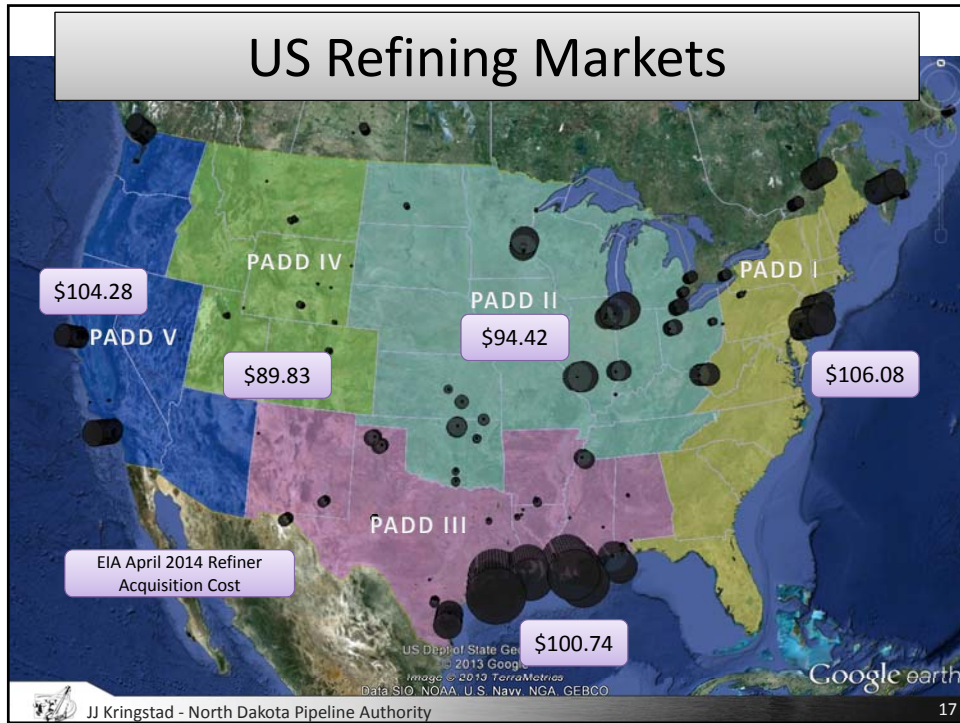 US Refining Markets
PADD IV
PADD I
$104.28
PADD II
PADD V
$94.42
$89.83
$106.08
PADD III
EIA April 2014 Refiner
Acquisition Cost
$100.74
US Dept of State Geo
© 2013 Google
Image © 2013 TerraMetrics
Data SIO, NOAA, U.S. Navy, NGA, GEBCO
Google earth
JJ Kringstad - North Dakota Pipeline Authority
17